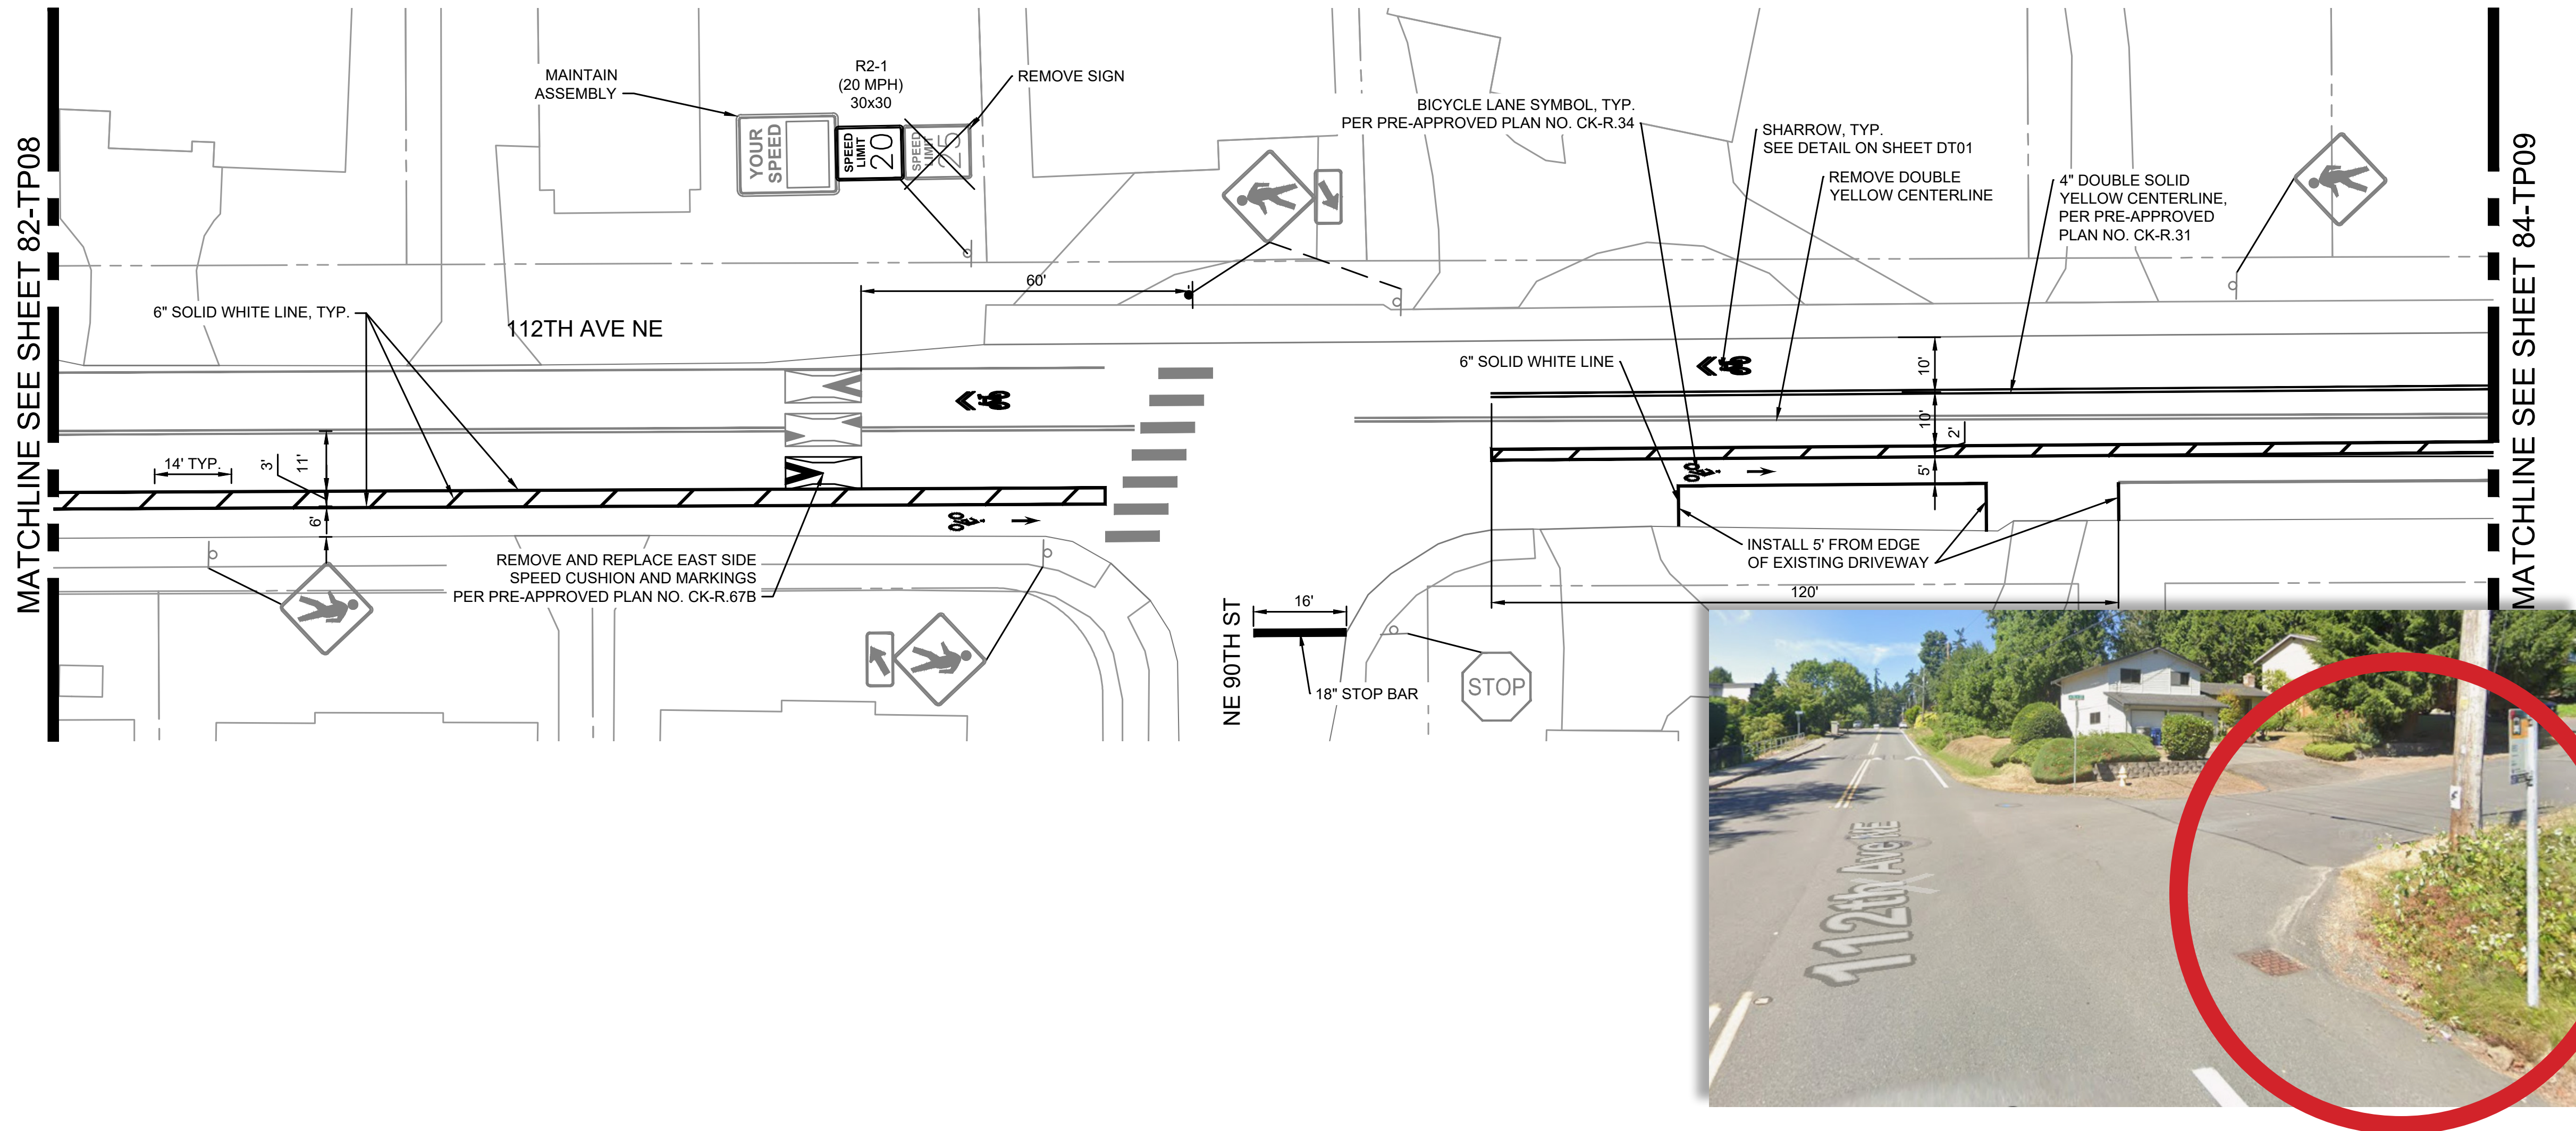 MATCHLINE SEE SHEET 82-TP08
MAINTAIN
ASSEMBLY
YOUR
SPEED
R2-1
(20 MPH)
30x30
SPEED
LIMIT
20
SPEED
LIMIT
25
REMOVE SIGN
BICYCLE LANE SYMBOL, TYP.
PER PRE-APPROVED PLAN NO. CK-R.34
SHARROW, TYP.
SEE DETAIL ON SHEET DT01
REMOVE DOUBLE
YELLOW CENTERLINE
4" DOUBLE SOLID
YELLOW CENTERLINE,
PER PRE-APPROVED
PLAN NO. CK-R.31
60'
6" SOLID WHITE LINE, TYP.
112TH AVE NE
6" SOLID WHITE LINE
10'
10'
2'
5'
14' TYP.
3'
11'
6'
REMOVE AND REPLACE EAST SIDE
SPEED CUSHION AND MARKINGS
PER PRE-APPROVED PLAN NO. CK-R.67B
INSTALL 5' FROM EDGE
OF EXISTING DRIVEWAY
120'
16'
NE 90TH ST
18" STOP BAR
STOP
MATCHLINE SEE SHEET 84-TP09
112th Ave NE